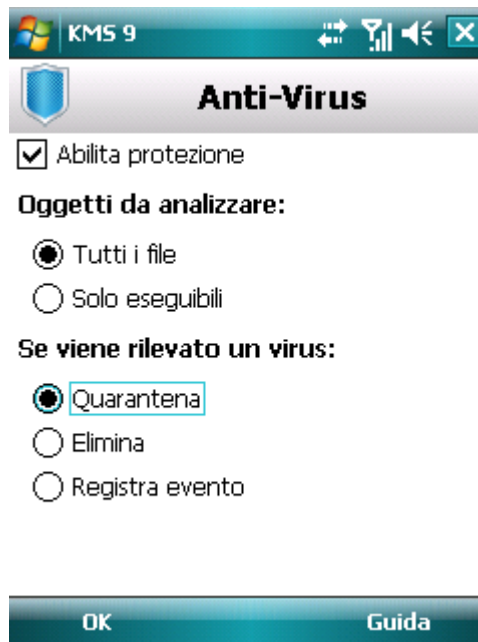 KMS 9
Anti-Virus
Abilita protezione
Oggetti da analizzare:
Tutti i file
Solo eseguibili
Se viene rilevato un virus:
Quarantena
Elimina
Registra evento
OK Guida